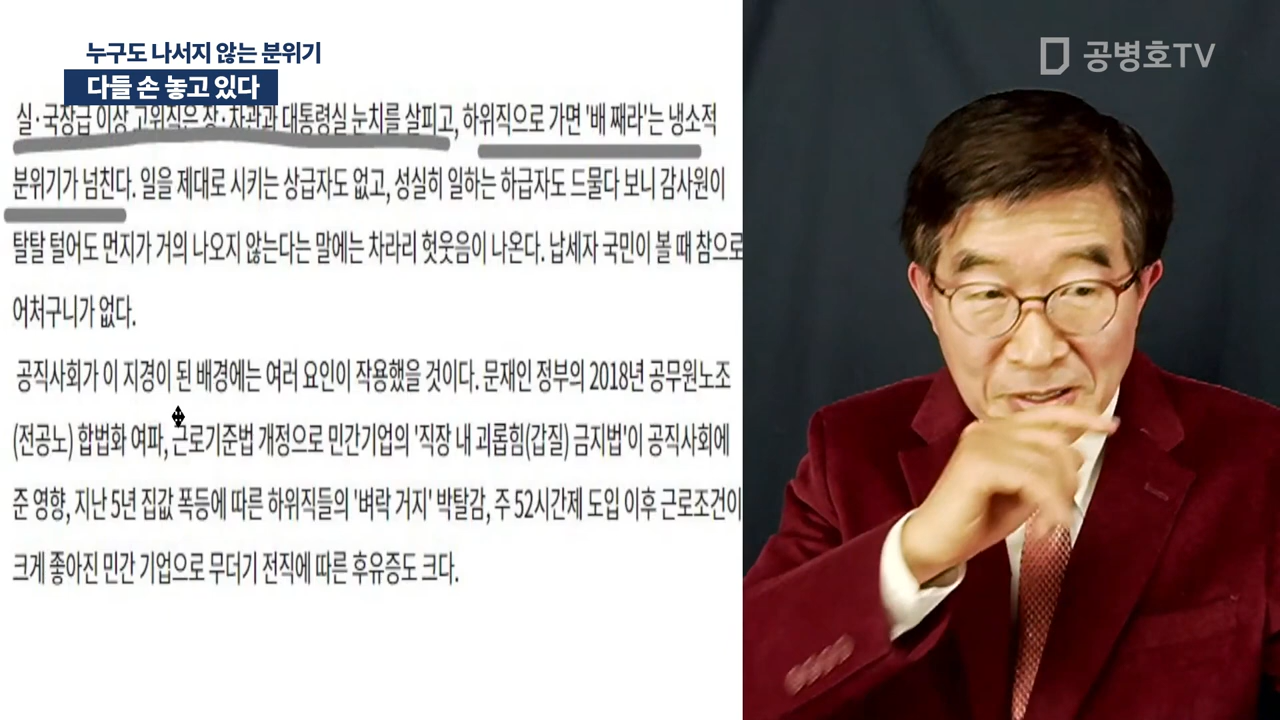 누구도 나서지 않는 분위기
다들 손 놓고 있다
공병호TV
실·국장급 이상 고위직은 장·차관과 대통령실 눈치를 살피고, 하위직으로 가면 '배 째라'는 냉소적
분위기가 넘친다. 일을 제대로 시키는 상급자도 없고, 성실히 일하는 하급자도 드물다 보니 감사원이
탈탈 털어도 먼지가 거의 나오지 않는다는 말에는 차라리 헛웃음이 나온다. 납세자 국민이 볼 때 참으로
어처구니가 없다.
공직사회가 이 지경이 된 배경에는 여러 요인이 작용했을 것이다. 문재인 정부의 2018년 공무원노조
(전공노) 합법화 여파, 근로기준법 개정으로 민간기업의 '직장 내 괴롭힘(갑질) 금지법'이 공직사회에
준 영향, 지난 5년 집값 폭등에 따른 하위직들의 '벼락 거지' 박탈감, 주 52시간제 도입 이후 근로조건이
크게 좋아진 민간 기업으로 무더기 전직에 따른 후유증도 크다.